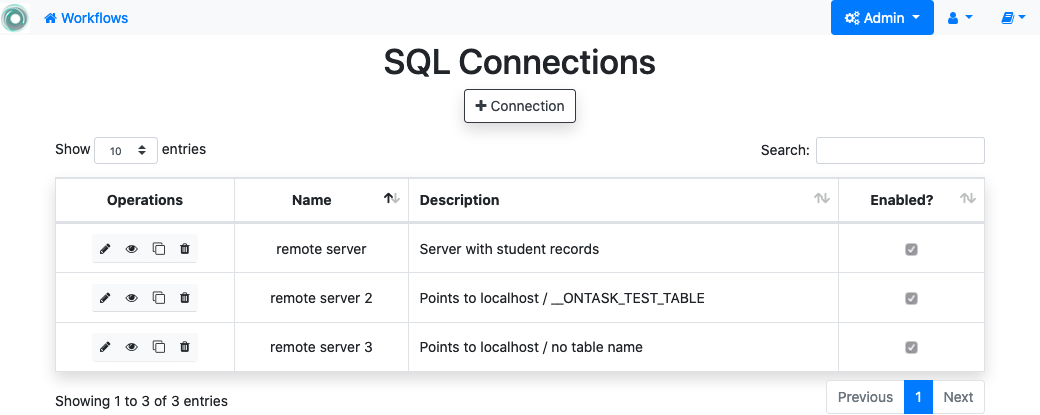 Workflows Admin
SQL Connections
Connection
Show 10 entries Search:
Operations Name Description Enabled?
remote server Server with student records
remote server 2 Points to localhost / __ONTASK_TEST_TABLE
remote server 3 Points to localhost / no table name
Showing 1 to 3 of 3 entries Previous 1 Next